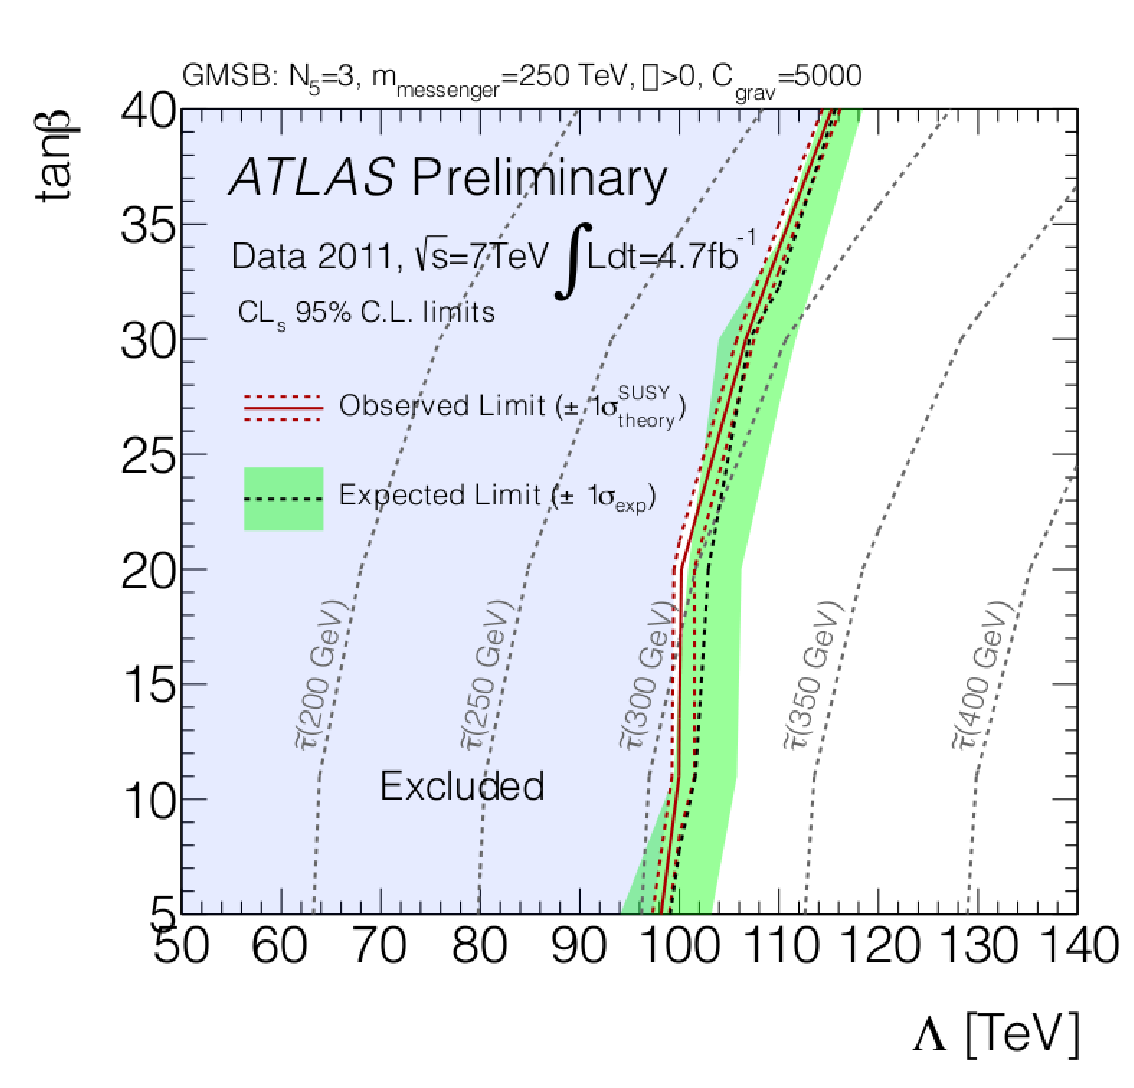 GMSB: N5=3, mmessenger=250 TeV, ▯>0, Cgrav=5000
tanβ
40
35
30
25
20
15
10
5
ATLAS Preliminary
Data 2011, √s=7TeV ∫Ldt=4.7fb-1
CLs 95% C.L. limits
Observed Limit (± 1σ SUSY theory)
Expected Limit (± 1σexp)
τ̃(200 GeV)
τ̃(250 GeV)
τ̃(300 GeV)
τ̃(350 GeV)
τ̃(400 GeV)
Excluded
50 60 70 80 90 100 110 120 130 140
Λ [TeV]